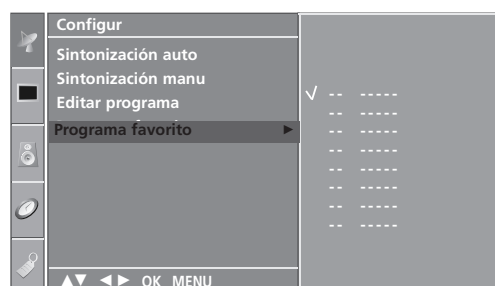 Configur
Sintonización auto
Sintonización manu
Editar programa
Programa favorito ►
√ -- -----
-- -----
-- -----
-- -----
-- -----
-- -----
-- -----
-- -----
▲▼ ◄► OK MENU